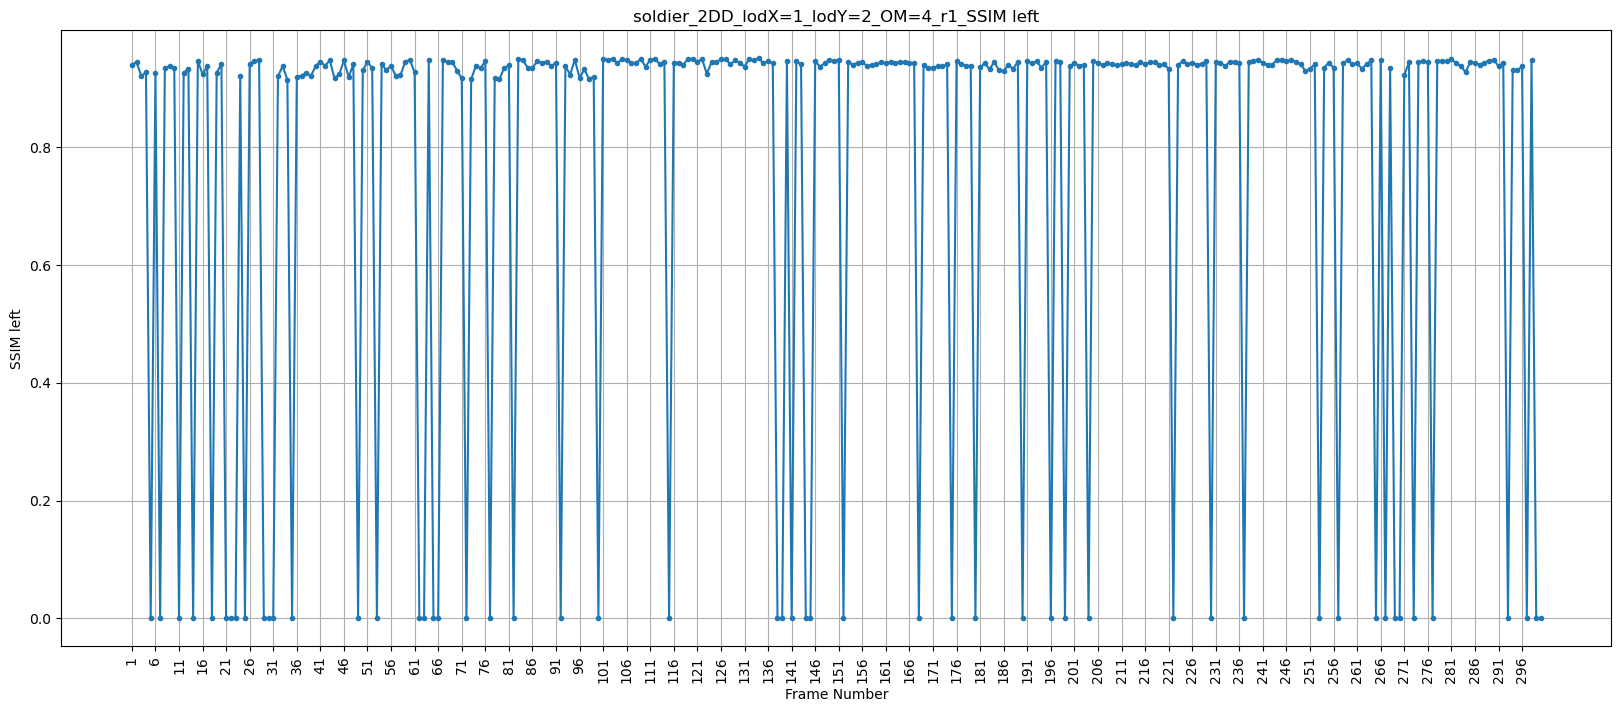 soldier_2DD_lodX=1_lodY=2_OM=4_r1_SSIM left
SSIM left
0.8
0.6
0.4
0.2
0.0
1 6 11 16 21 26 31 36 41 46 51 56 61 66 71 76 81 86 91 96 101 106 111 116 121 126 131 136 141 146 151 156 161 166 171 176 181 186 191 196 201 206 211 216 221 226 231 236 241 246 251 256 261 266 271 276 281 286 291 296
Frame Number